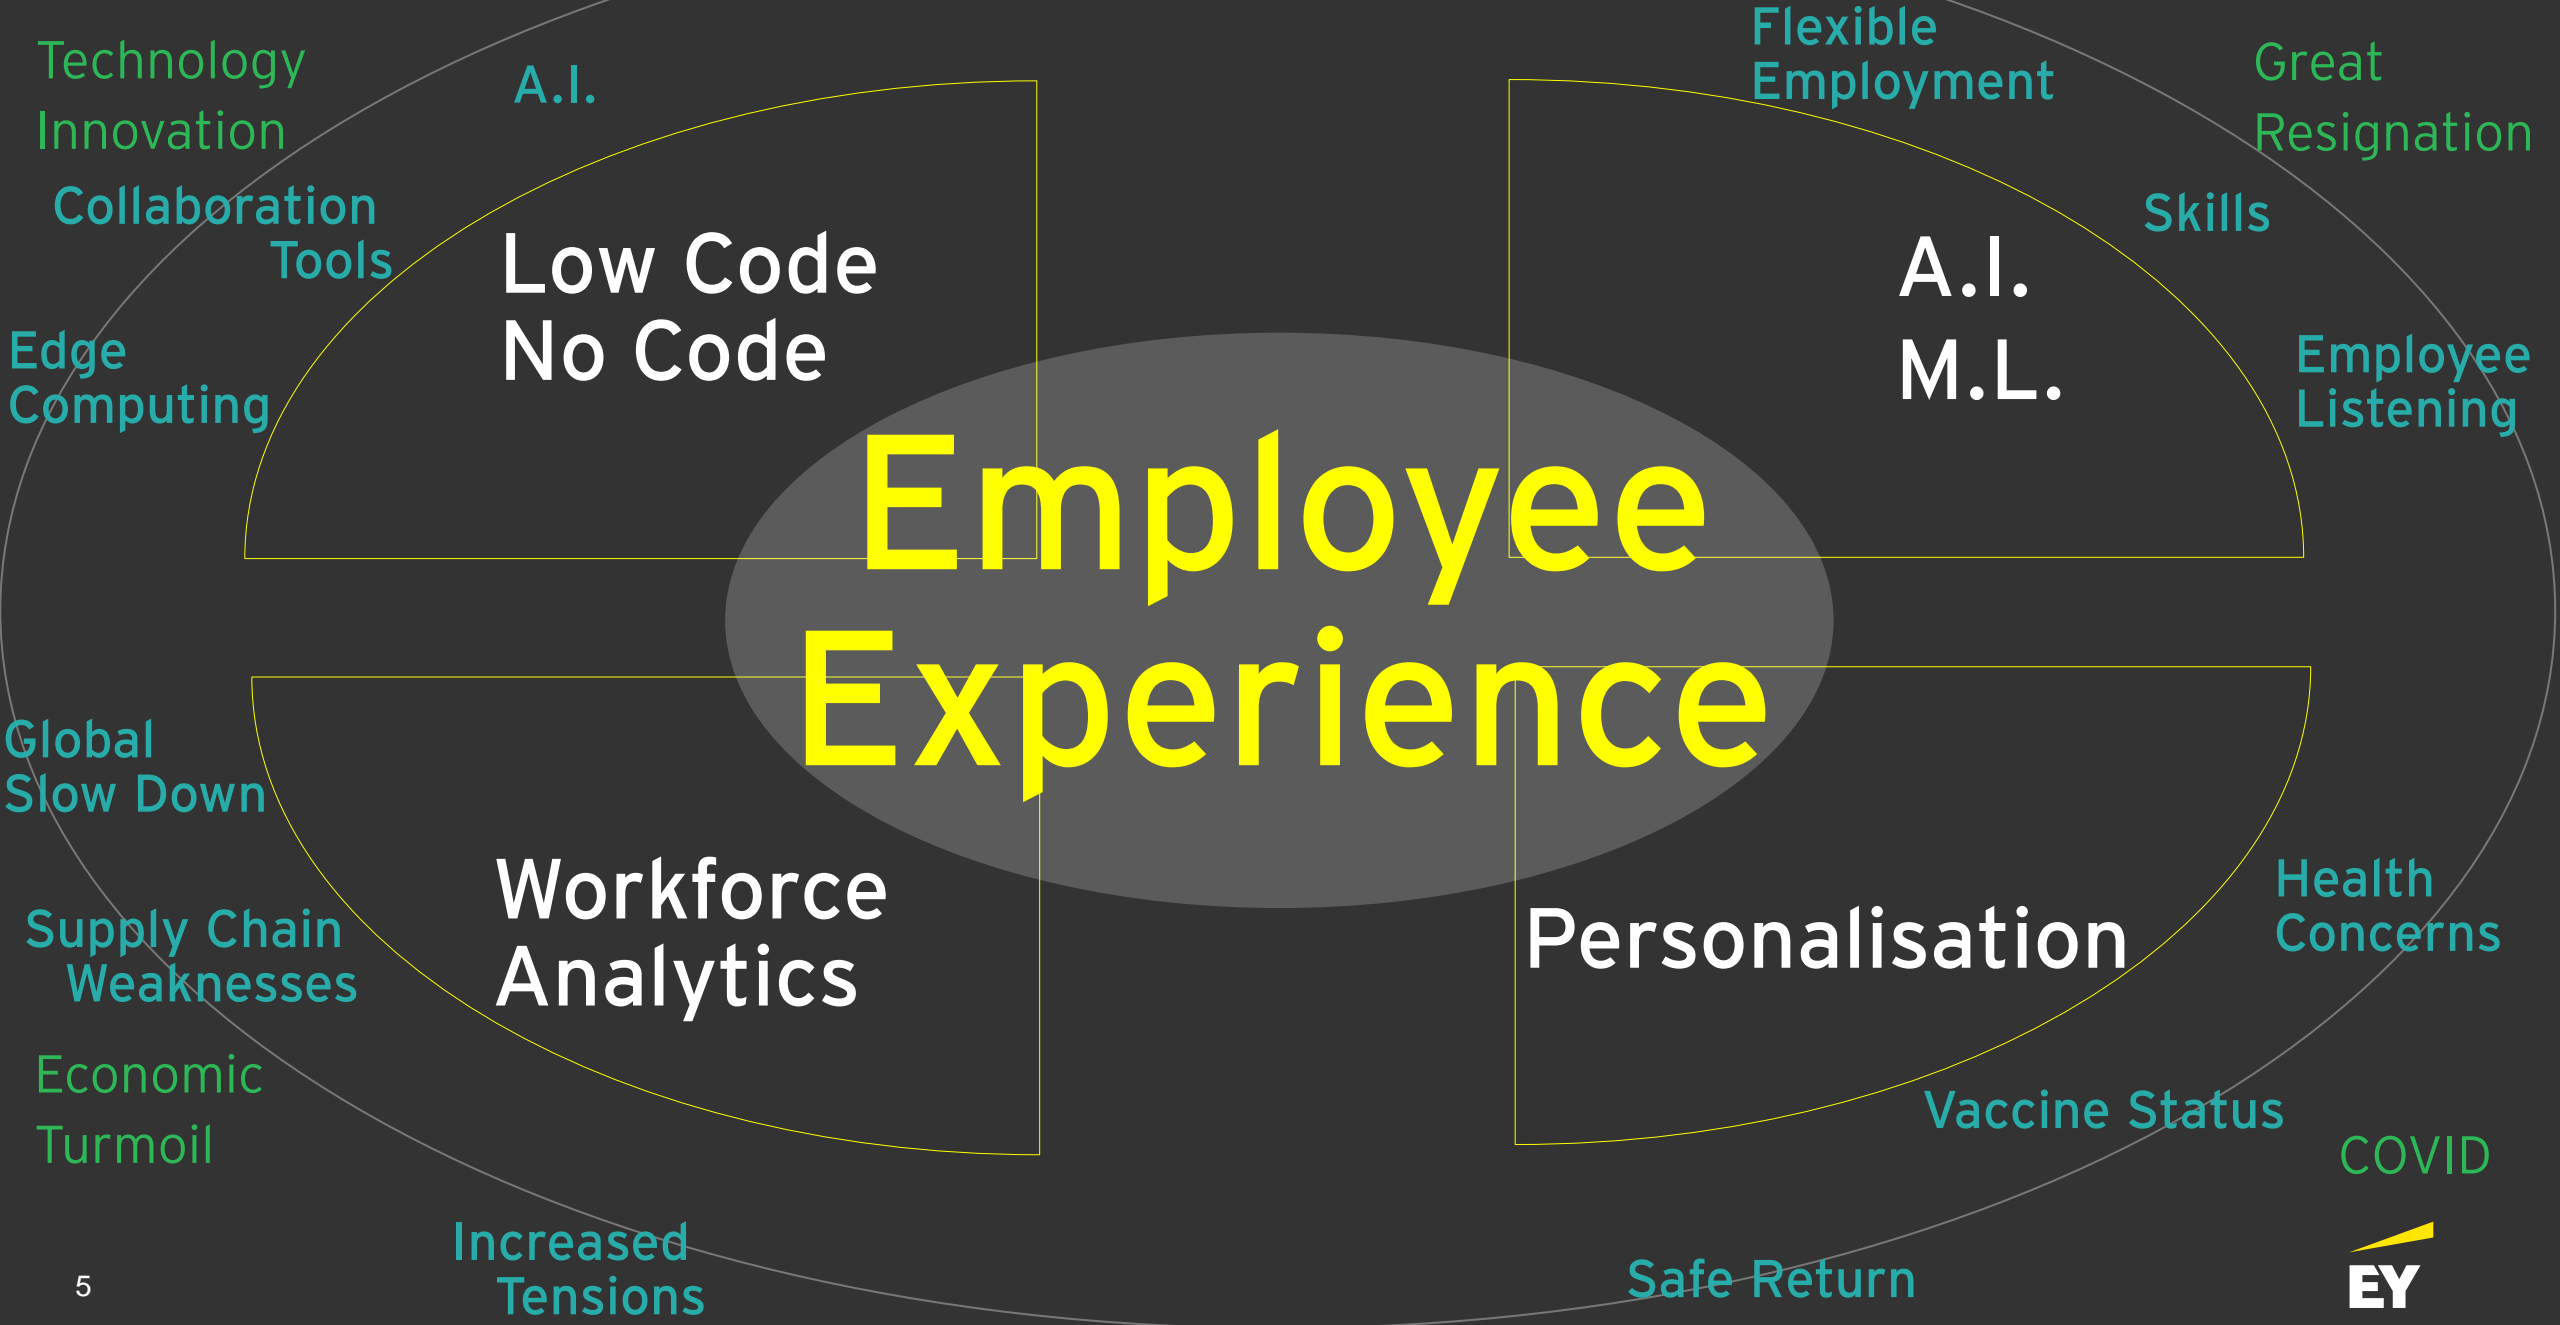 Technology
Innovation
A.I.
Collaboration
Tools
Edge
Computing
Flexible
Employment
Great
Resignation
Skills
Employee
Listening
Low Code
No Code
A.I.
M.L.
Employee
Experience
Workforce
Analytics
Personalisation
Global
Slow Down
Supply Chain
Weaknesses
Economic
Turmoil
Increased
Tensions
Health
Concerns
Vaccine Status
COVID
Safe Return
5
EY